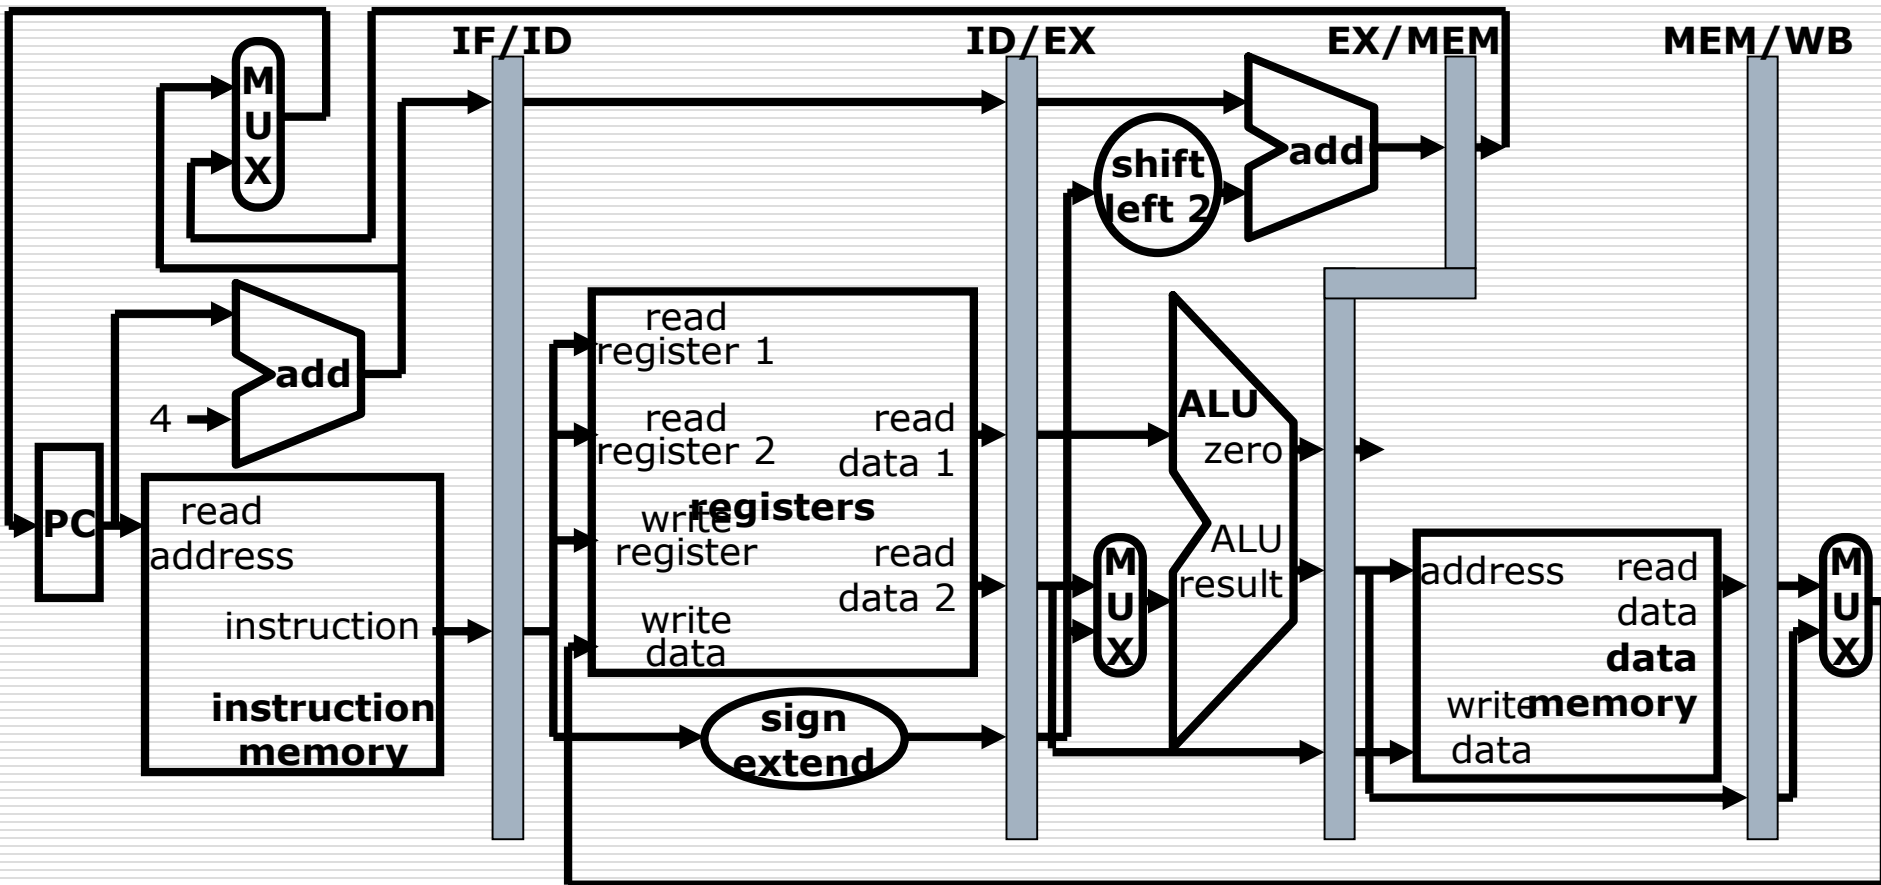 IF/ID
ID/EX
EX/MEM
MEM/WB
M
U
X
shift
left 2
add
add
4
PC
read
address
instruction
instruction
memory
read
register 1
read
register 2
write
register
write
data
registers
read
data 1
read
data 2
sign
extend
M
U
X
ALU
zero
ALU
result
address
read
data
data
memory
write
data
M
U
X